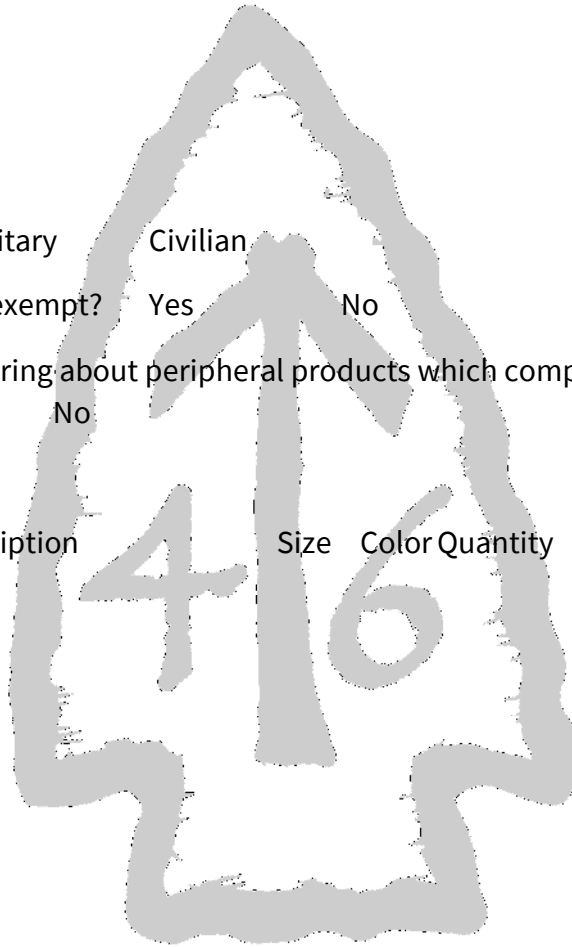 itary Civilian
exempt? Yes No
ring about peripheral products which comp
No
iption Size Color Quantity
4 6